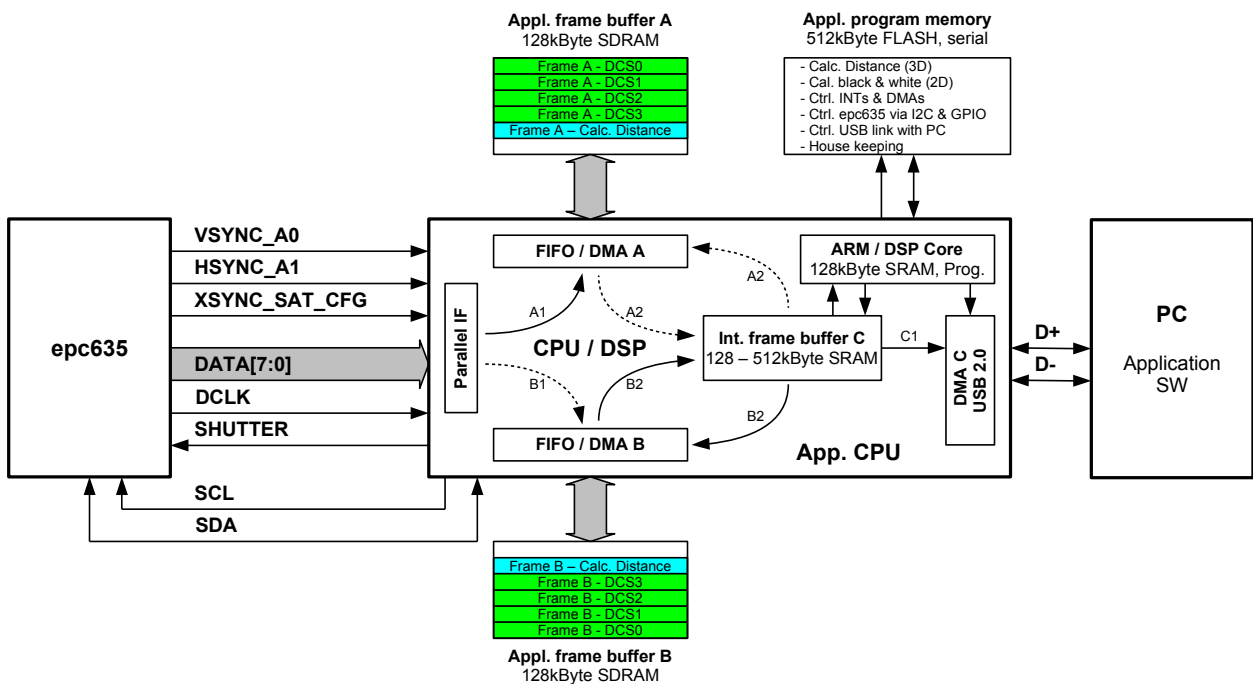 Appl. frame buffer A
128kByte SDRAM
Frame A - DCS0
Frame A - DCS1
Frame A - DCS2
Frame A - DCS3
Frame A – Calc. Distance
Appl. program memory
512kByte FLASH, serial
- Calc. Distance (3D)
- Cal. black & white (2D)
- Ctrl. INTs & DMAs
- Ctrl. epc635 via I2C & GPIO
- Ctrl. USB link with PC
- House keeping
epc635
VSYNC_A0
HSYNC_A1
XSYNC_SAT_CFG
DATA[7:0]
DCLK
SHUTTER
SCL
SDA
Parallel IF
FIFO / DMA A
A1
A2
A2
CPU / DSP
B1
B2
B2
FIFO / DMA B
ARM / DSP Core
128kByte SRAM, Prog.
Int. frame buffer C
128 – 512kByte SRAM
C1
DMA C
USB 2.0
App. CPU
D+
D-
PC
Application
SW
Frame B – Calc. Distance
Frame B - DCS3
Frame B - DCS2
Frame B - DCS1
Frame B - DCS0
Appl. frame buffer B
128kByte SDRAM